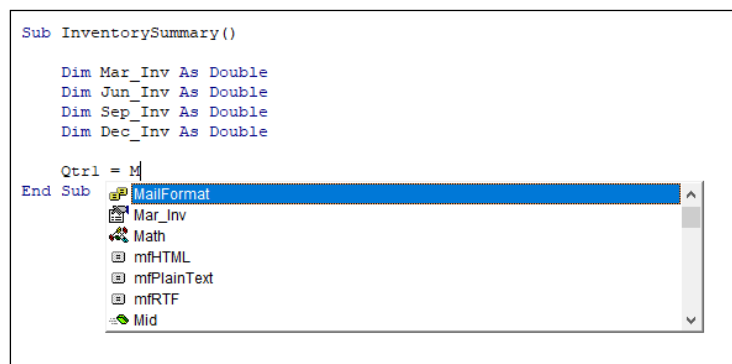 Sub InventorySummary()
Dim Mar_Inv As Double
Dim Jun_Inv As Double
Dim Sep_Inv As Double
Dim Dec_Inv As Double
Qtr1 = M
End Sub
MailFormat
Mar_Inv
Math
mfHTML
mfPlainText
mfRTF
Mid